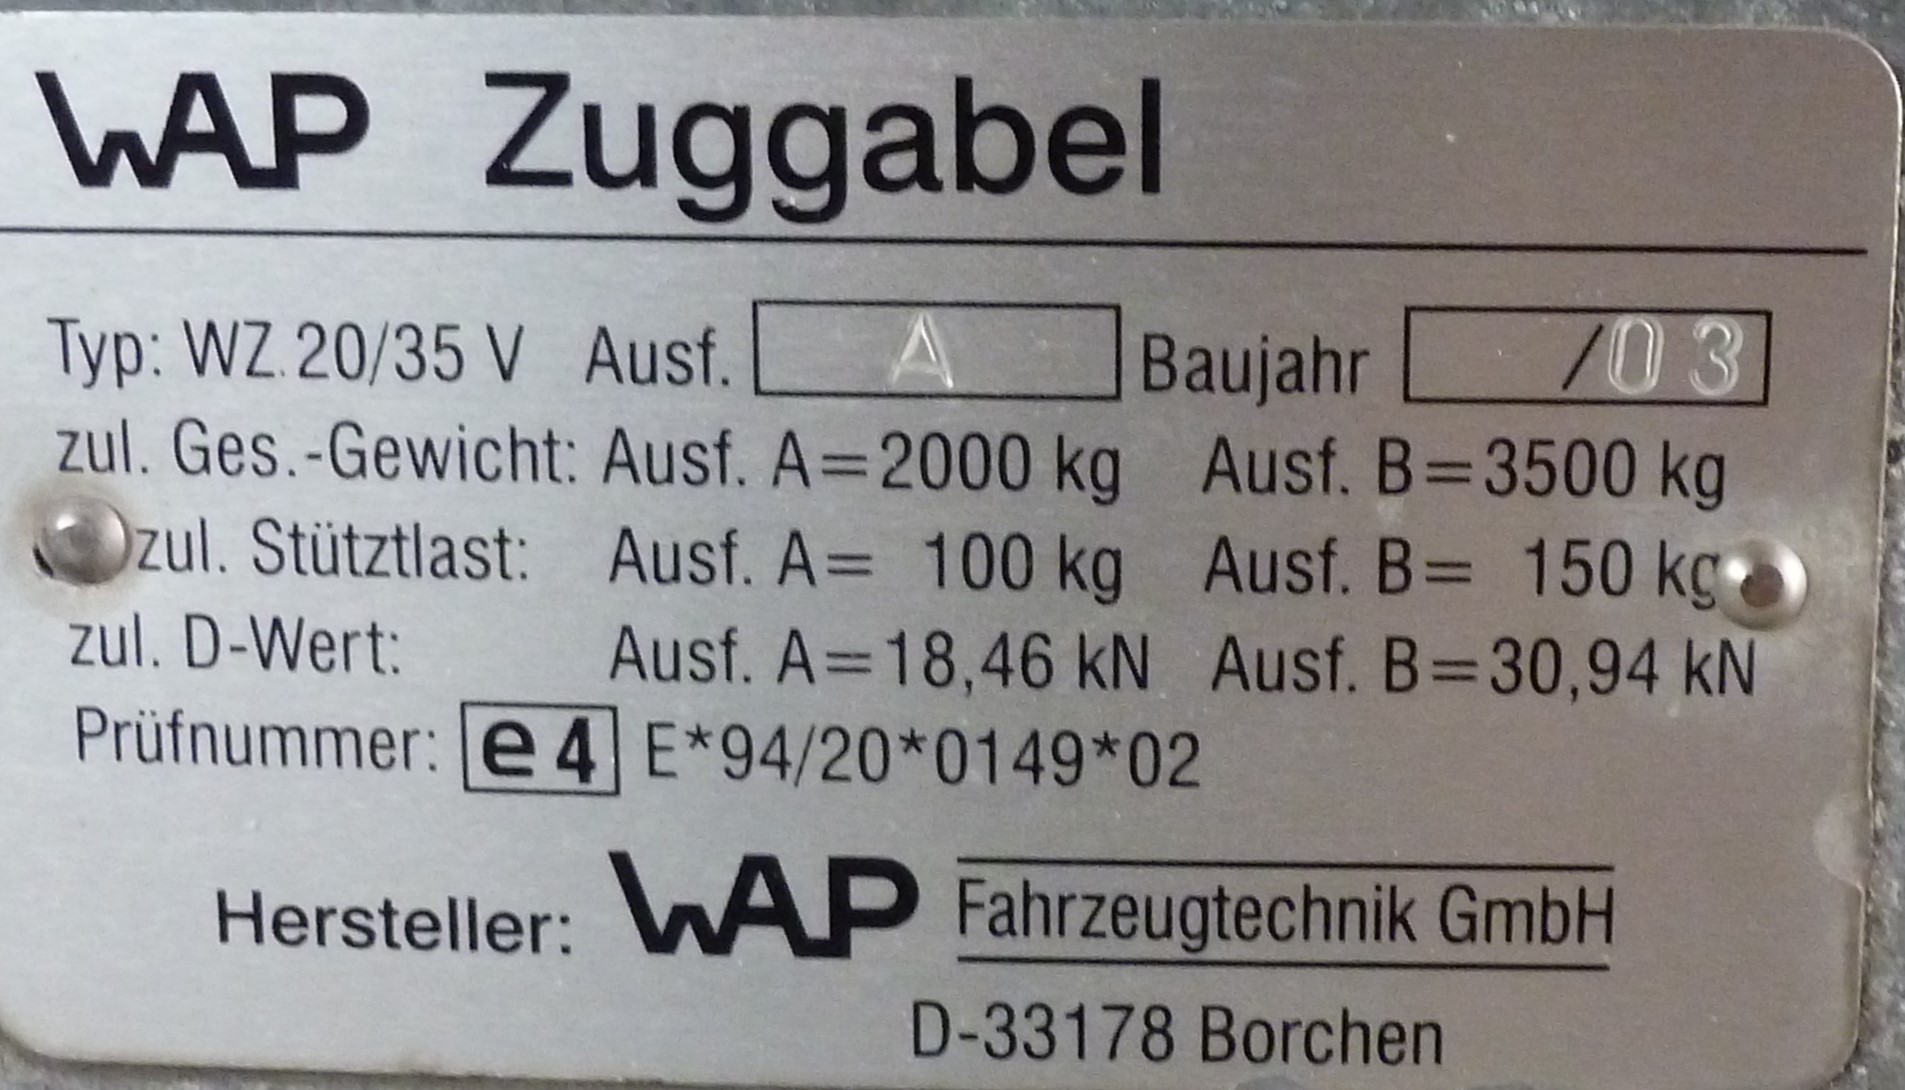 WAP Zuggabel
Typ: WZ 20/35 V Ausf. A Baujahr /03
zul. Ges.-Gewicht: Ausf. A=2000 kg Ausf. B=3500 kg
zul. Stütztlast: Ausf. A= 100 kg Ausf. B= 150 kg
zul. D-Wert: Ausf. A=18,46 kN Ausf. B=30,94 kN
Prüfnummer: e4 E*94/20*0149*02
Hersteller: WAP Fahrzeugtechnik GmbH
D-33178 Borchen